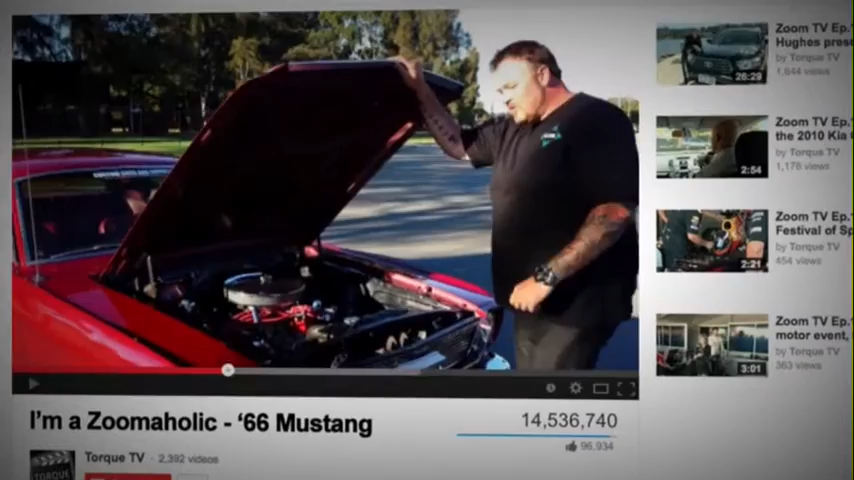 I'm a Zoomaholic - '66 Mustang
14,536,740
96,934
Torque TV · 2,392 videos
TORQUE
Zoom TV Ep.
Hughes pres
by Torque TV
1,644 views
26:29
Zoom TV Ep.
the 2010 Kia
by Torque TV
1,176 views
2:54
Zoom TV Ep.
Festival of Sp
by Torque TV
454 views
2:21
Zoom TV Ep.
motor event,
by Torque TV
363 views
3:01